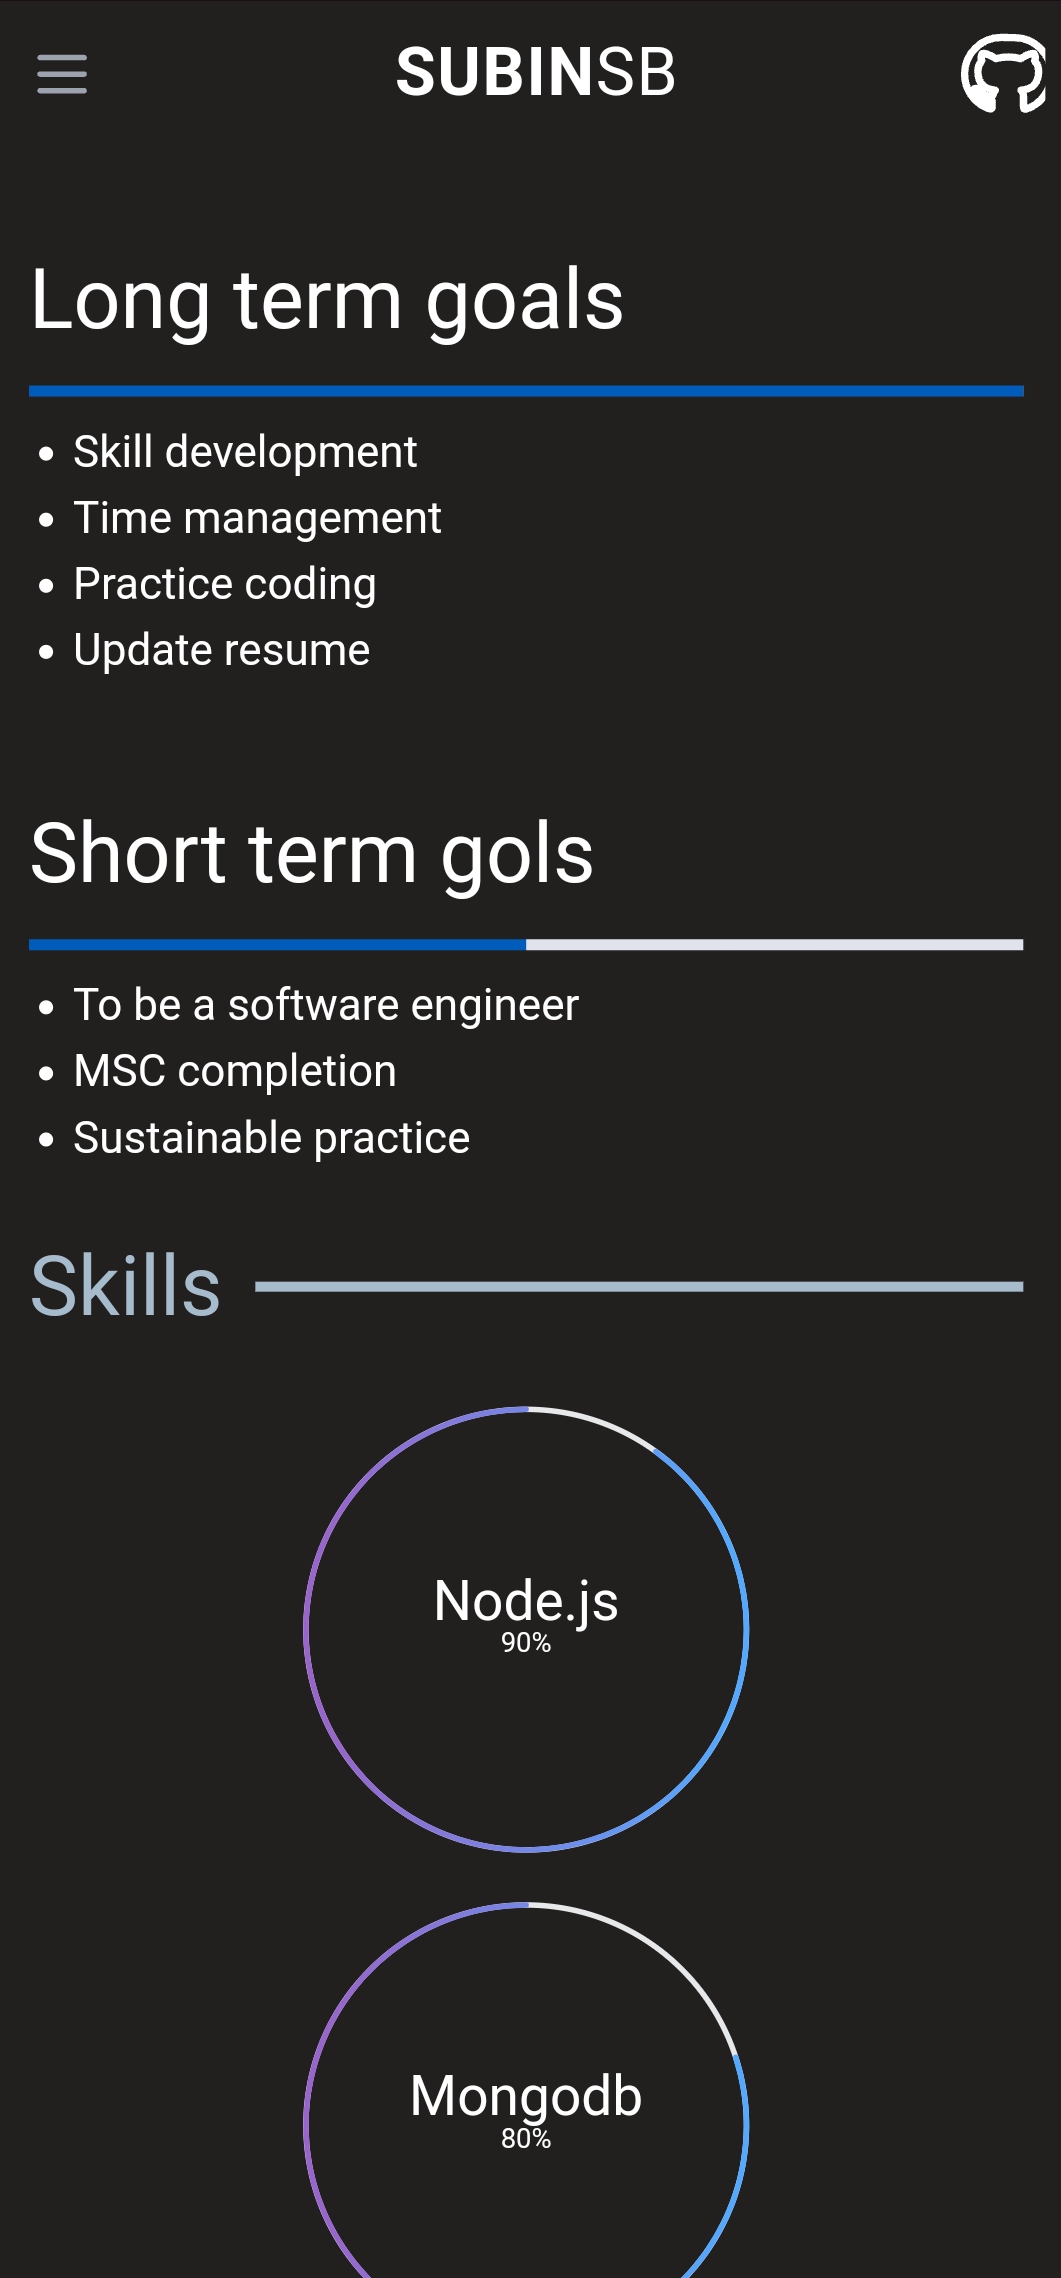 SUBINSB
Long term goals
Skill development
Time management
Practice coding
Update resume
Short term gols
To be a software engineer
MSC completion
Sustainable practice
Skills
Node.js
90%
Mongodb
80%